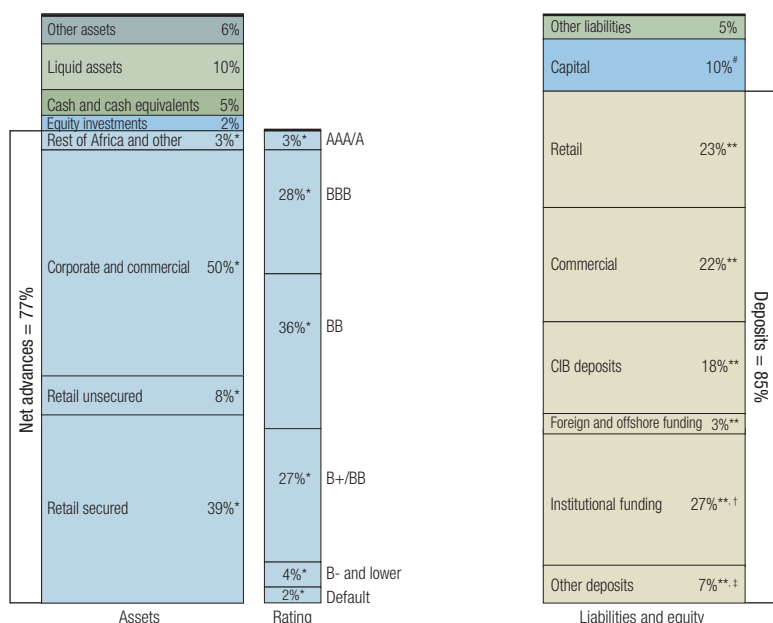 Other assets 6%
Liquid assets 10%
Cash and cash equivalents 5%
Equity investments 2%
Rest of Africa and other 3%*
Corporate and commercial 50%*
Retail unsecured 8%*
Retail secured 39%*
Net advances = 77%
Assets
3%* AAA/A
28%* BBB
36%* BB
27%* B+/BB
4%* B- and lower
2%* Default
Rating
Other liabilities 5%
Capital 10%#
Retail 23%**
Commercial 22%**
CIB deposits 18%**
Foreign and offshore funding 3%**
Institutional funding 27%**,†
Other deposits 7%**,‡
Deposits = 85%
Liabilities and equity